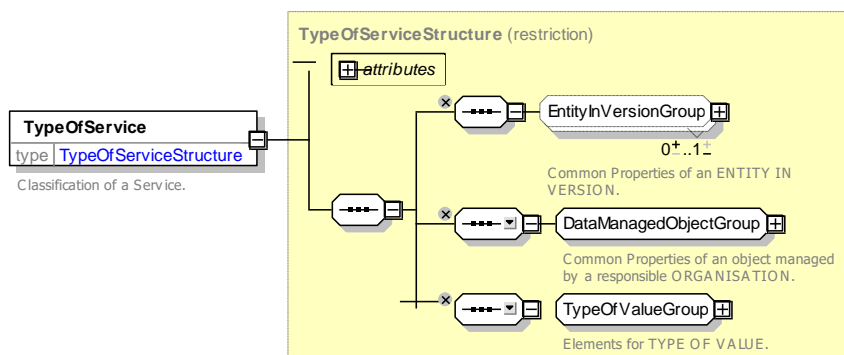 TypeOfServiceStructure (restriction)
attributes
TypeOfService
type TypeOfServiceStructure
Classification of a Service.
EntityInVersionGroup
0±..1±
Common Properties of an ENTITY IN
VERSION.
DataManagedObjectGroup
Common Properties of an object managed
by a responsible ORGANISATION.
TypeOfValueGroup
Elements for TYPE OF VALUE.